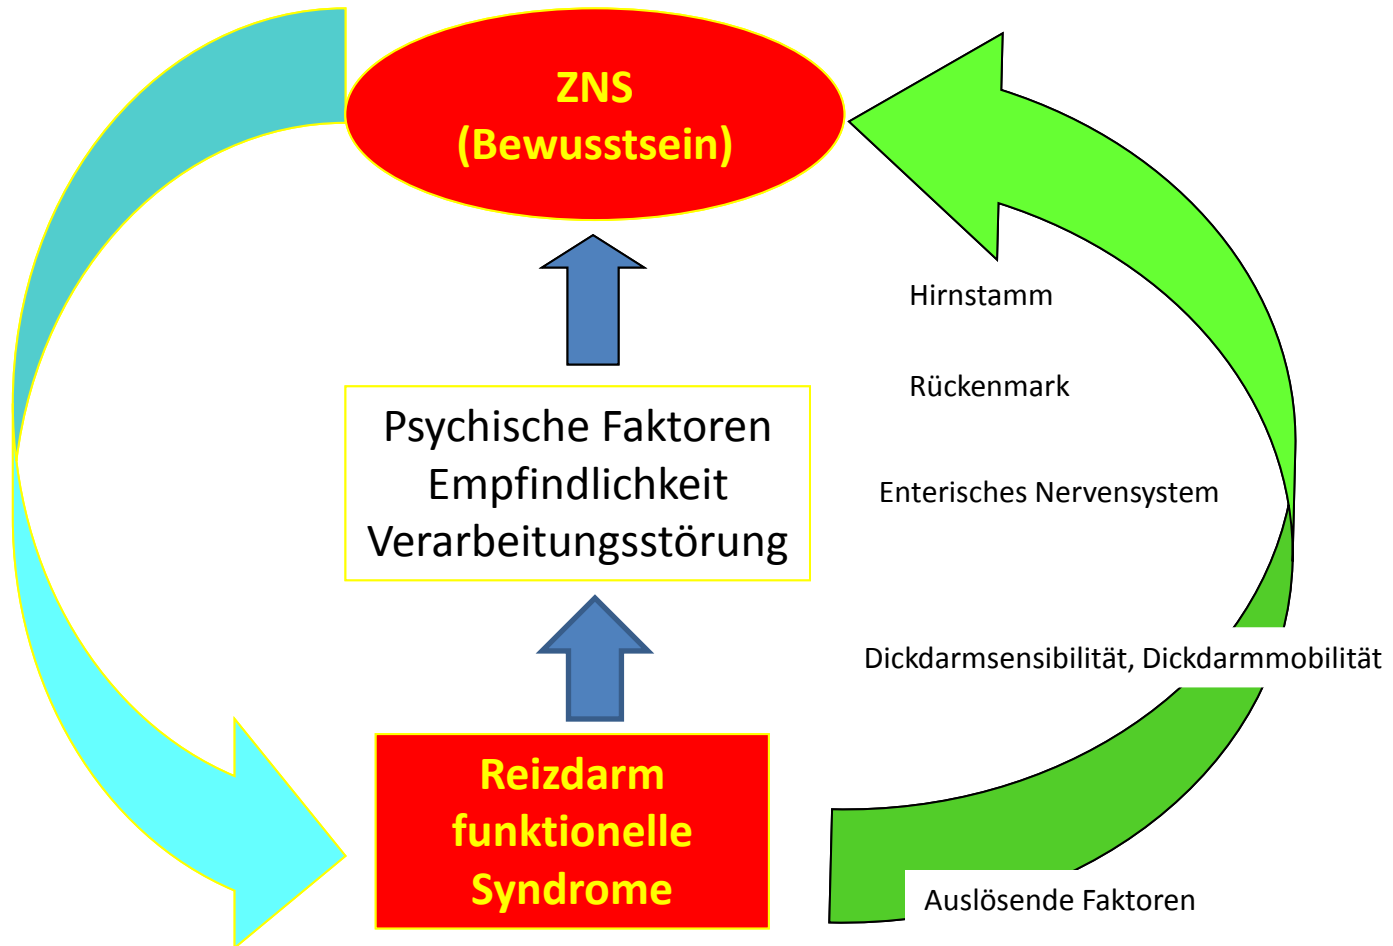 ZNS
(Bewusstsein)
Hirnstamm
Rückenmark
Psychische Faktoren
Empfindlichkeit
Verarbeitungsstörung
Enterisches Nervensystem
Dickdarmsensibilität, Dickdarmmobilität
Reizdarm
funktionelle
Syndrome
Auslösende Faktoren